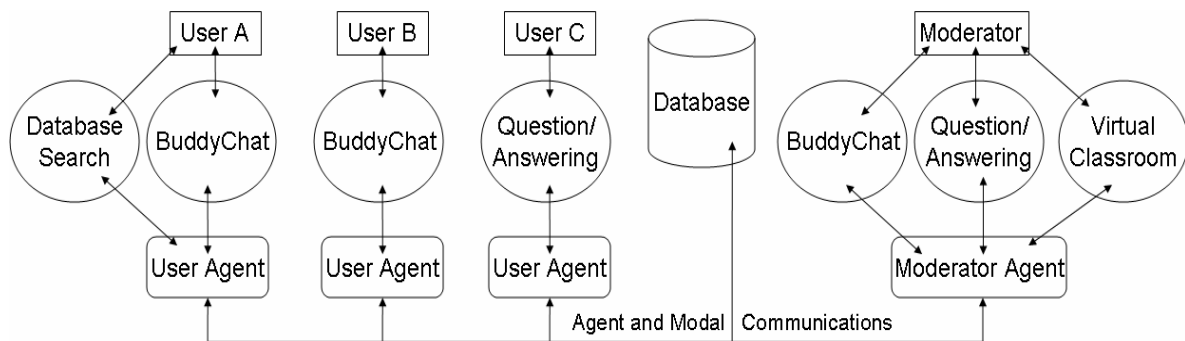 User A
User B
User C
Moderator
Database
Search
BuddyChat
BuddyChat
Question/
Answering
Database
BuddyChat
Question/
Answering
Virtual
Classroom
User Agent
User Agent
User Agent
Moderator Agent
Agent and Modal Communications